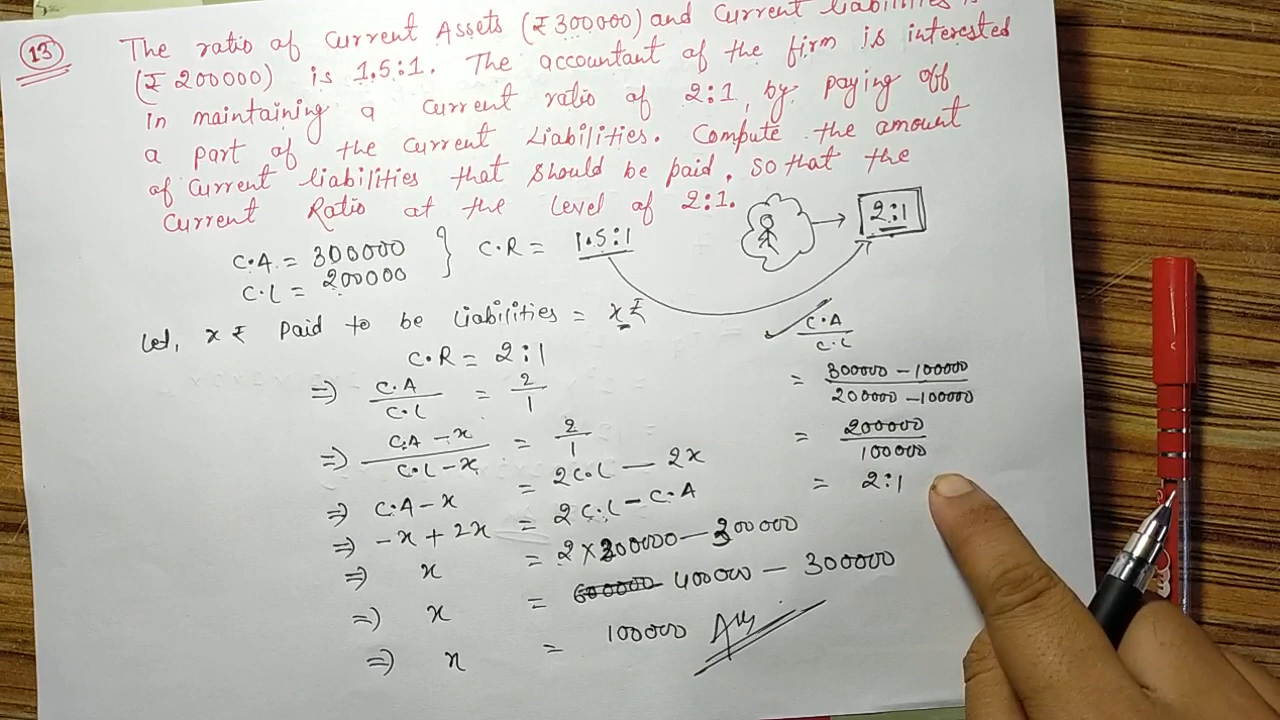 13
The ratio of Current Assets (₹300000) and Current liabilities is
(₹ 200000) is 1.5:1. The accountant of the firm is interested
in maintaining a current ratio of 2:1, by paying off
a part of the Current Liabilities. Compute the amount
of Current liabilities that should be paid, so that the
Current Ratio at the level of 2:1.
C.A = 300000
C.L = 200000
} C.R = 1.5:1
2:1
Let, x ₹ paid to be Liabilities = x₹
C.R = 2:1
=> C.A / C.L = 2/1
=> C.A - x / C.L - x = 2/1
=> C.A - x = 2C.L - 2x
=> -x + 2x = 2C.L - C.A
=> x = 2×200000 - 300000
=> x = 600000 400000 - 300000
=> x = 100000 Ans
C.A / C.L
= 300000 - 100000 / 200000 - 100000
= 200000 / 100000
= 2:1